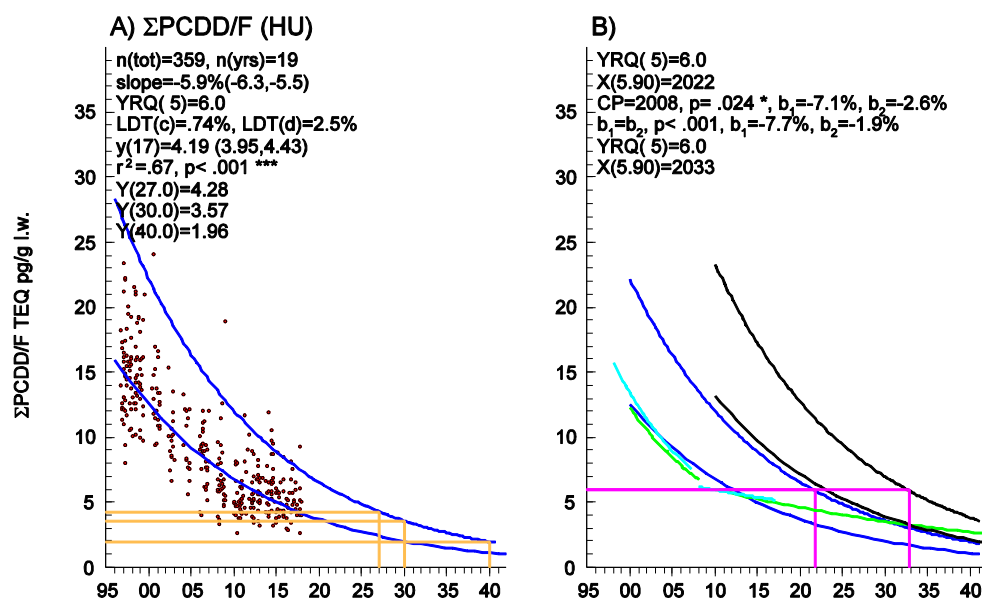 A) ΣPCDD/F (HU)
n(tot)=359, n(yrs)=19
slope=-5.9%(-6.3,-5.5)
YRQ( 5)=6.0
LDT(c)=.74%, LDT(d)=2.5%
y(17)=4.19 (3.95,4.43)
r²=.67, p< .001 ***
Y(27.0)=4.28
Y(30.0)=3.57
Y(40.0)=1.96
ΣPCDD/F TEQ pg/g l.w.
35
30
25
20
15
10
5
0
95 00 05 10 15 20 25 30 35 40
B)
YRQ( 5)=6.0
X(5.90)=2022
CP=2008, p= .024 *, b₁=-7.1%, b₂=-2.6%
b₁=b₂, p< .001, b₁=-7.7%, b₂=-1.9%
YRQ( 5)=6.0
X(5.90)=2033
35
30
25
20
15
10
5
0
95 00 05 10 15 20 25 30 35 40